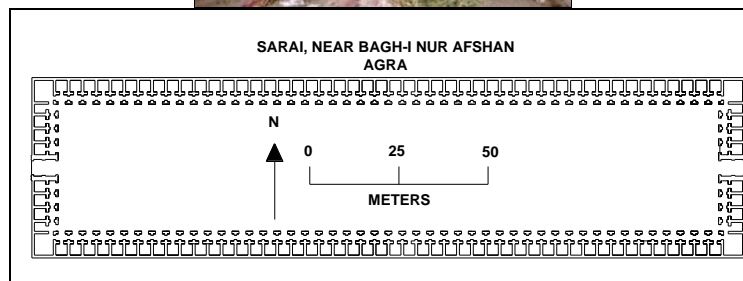 SARAI, NEAR BAGH-I NUR AFSHAN
AGRA
N
0 25 50
METERS